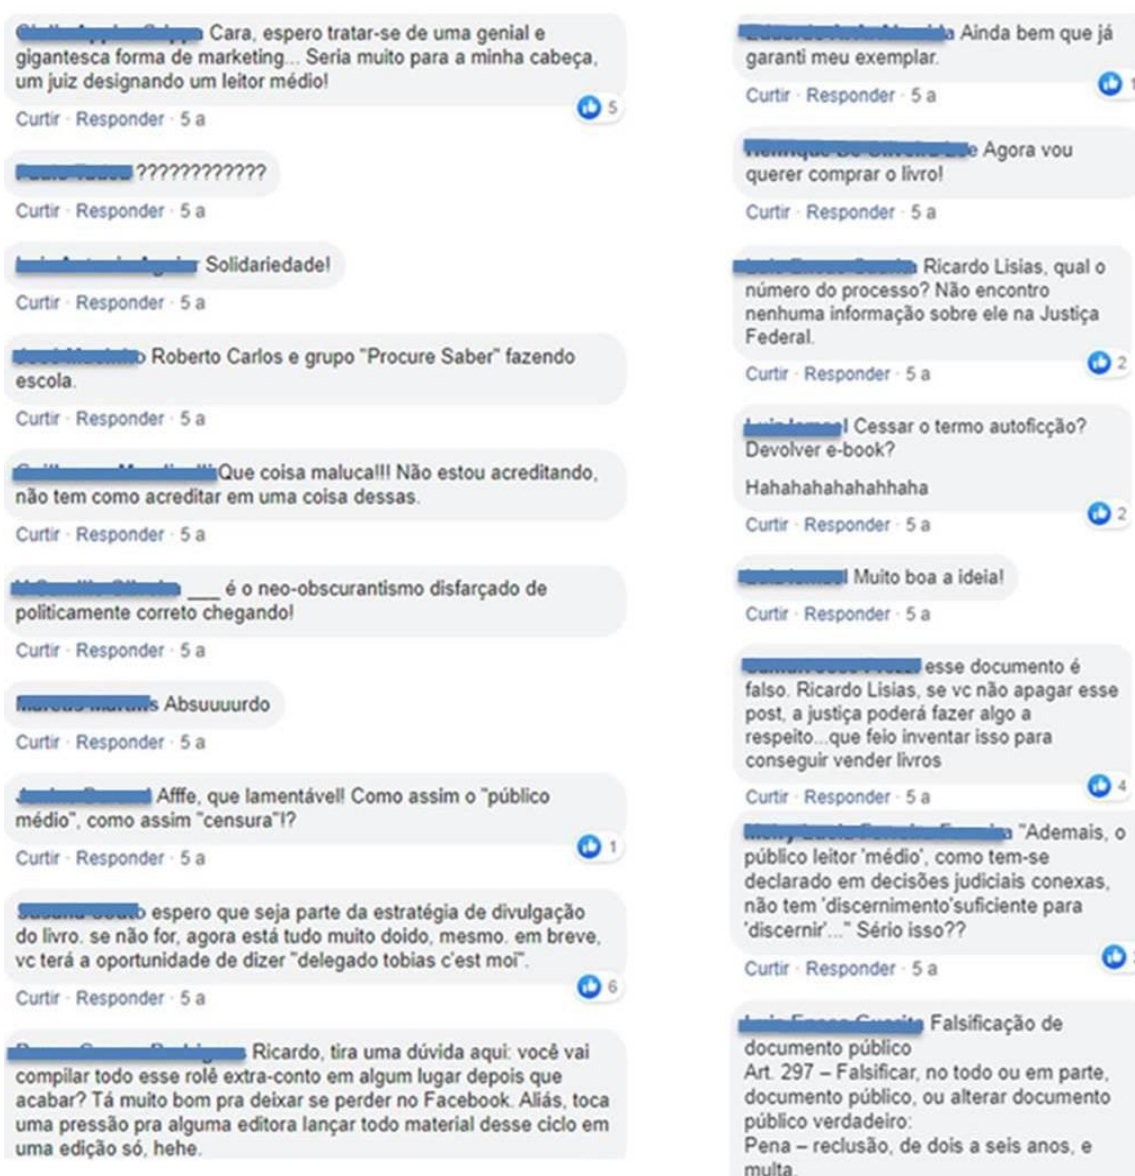 Cara, espero tratar-se de uma genial e
gigantesca forma de marketing... Seria muito para a minha cabeça,
um juiz designando um leitor médio!
5
Curtir · Responder · 5 a
????????????
Curtir · Responder · 5 a
Solidariedade!
Curtir · Responder · 5 a
Roberto Carlos e grupo "Procure Saber" fazendo
escola.
Curtir · Responder · 5 a
Que coisa maluca!!! Não estou acreditando,
não tem como acreditar em uma coisa dessas.
Curtir · Responder · 5 a
___ é o neo-obscurantismo disfarçado de
politicamente correto chegando!
Curtir · Responder · 5 a
Absuuuurdo
Curtir · Responder · 5 a
Afffe, que lamentável! Como assim o "público
médio", como assim "censura"!?
1
Curtir · Responder · 5 a
espero que seja parte da estratégia de divulgação
do livro. se não for, agora está tudo muito doido, mesmo. em breve,
vc terá a oportunidade de dizer "delegado tobias c'est moi".
6
Curtir · Responder · 5 a
Ricardo, tira uma dúvida aqui: você vai
compilar todo esse rolê extra-conto em algum lugar depois que
acabar? Tá muito bom pra deixar se perder no Facebook. Aliás, toca
uma pressão pra alguma editora lançar todo material desse ciclo em
uma edição só, hehe.
Ainda bem que já
garanti meu exemplar.
1
Curtir · Responder · 5 a
Agora vou
querer comprar o livro!
Curtir · Responder · 5 a
Ricardo Lisias, qual o
número do processo? Não encontro
nenhuma informação sobre ele na Justiça
Federal.
2
Curtir · Responder · 5 a
Cessar o termo autoficção?
Devolver e-book?
Hahahahahahahhaha
2
Curtir · Responder · 5 a
Muito boa a ideia!
Curtir · Responder · 5 a
esse documento é
falso. Ricardo Lisias, se vc não apagar esse
post, a justiça poderá fazer algo a
respeito...que feio inventar isso para
conseguir vender livros
4
Curtir · Responder · 5 a
"Ademais, o
público leitor 'médio', como tem-se
declarado em decisões judiciais conexas,
não tem 'discernimento'suficiente para
'discernir'..." Sério isso??
Curtir · Responder · 5 a
Falsificação de
documento público
Art. 297 – Falsificar, no todo ou em parte,
documento público, ou alterar documento
público verdadeiro:
Pena – reclusão, de dois a seis anos, e
multa.